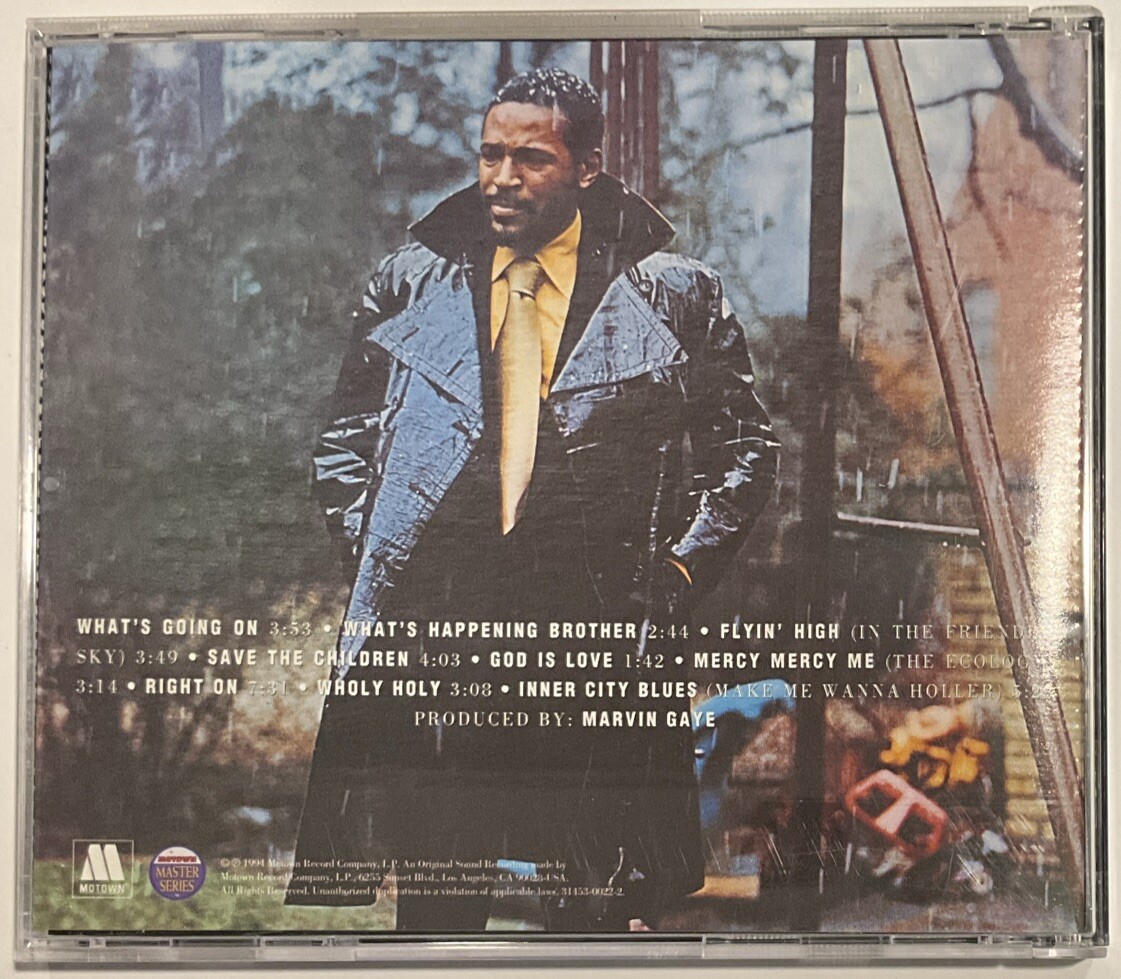 WHAT'S GOING ON 3:53 • WHAT'S HAPPENING BROTHER 2:44 • FLYIN' HIGH (IN THE
SKY) 3:49 • SAVE THE CHILDREN 4:03 • GOD IS LOVE 1:42 • MERCY MERCY ME (THE
3:14 • RIGHT ON 7:31 • WHOLY HOLY 3:08 • INNER CITY BLUES (MAKE ME WANNA HOLLER)
PRODUCED BY: MARVIN GAYE
MOTOWN
MOTOWN
MASTER
SERIES
©℗ 1994 Motown Record Company, L.P. An Original Sound Recording made by
Motown Record Company, L.P., 6255 Sunset Blvd., Los Angeles, CA 90028-USA.
All Rights Reserved. Unauthorized duplication is a violation of applicable laws. 31453-0022-2.